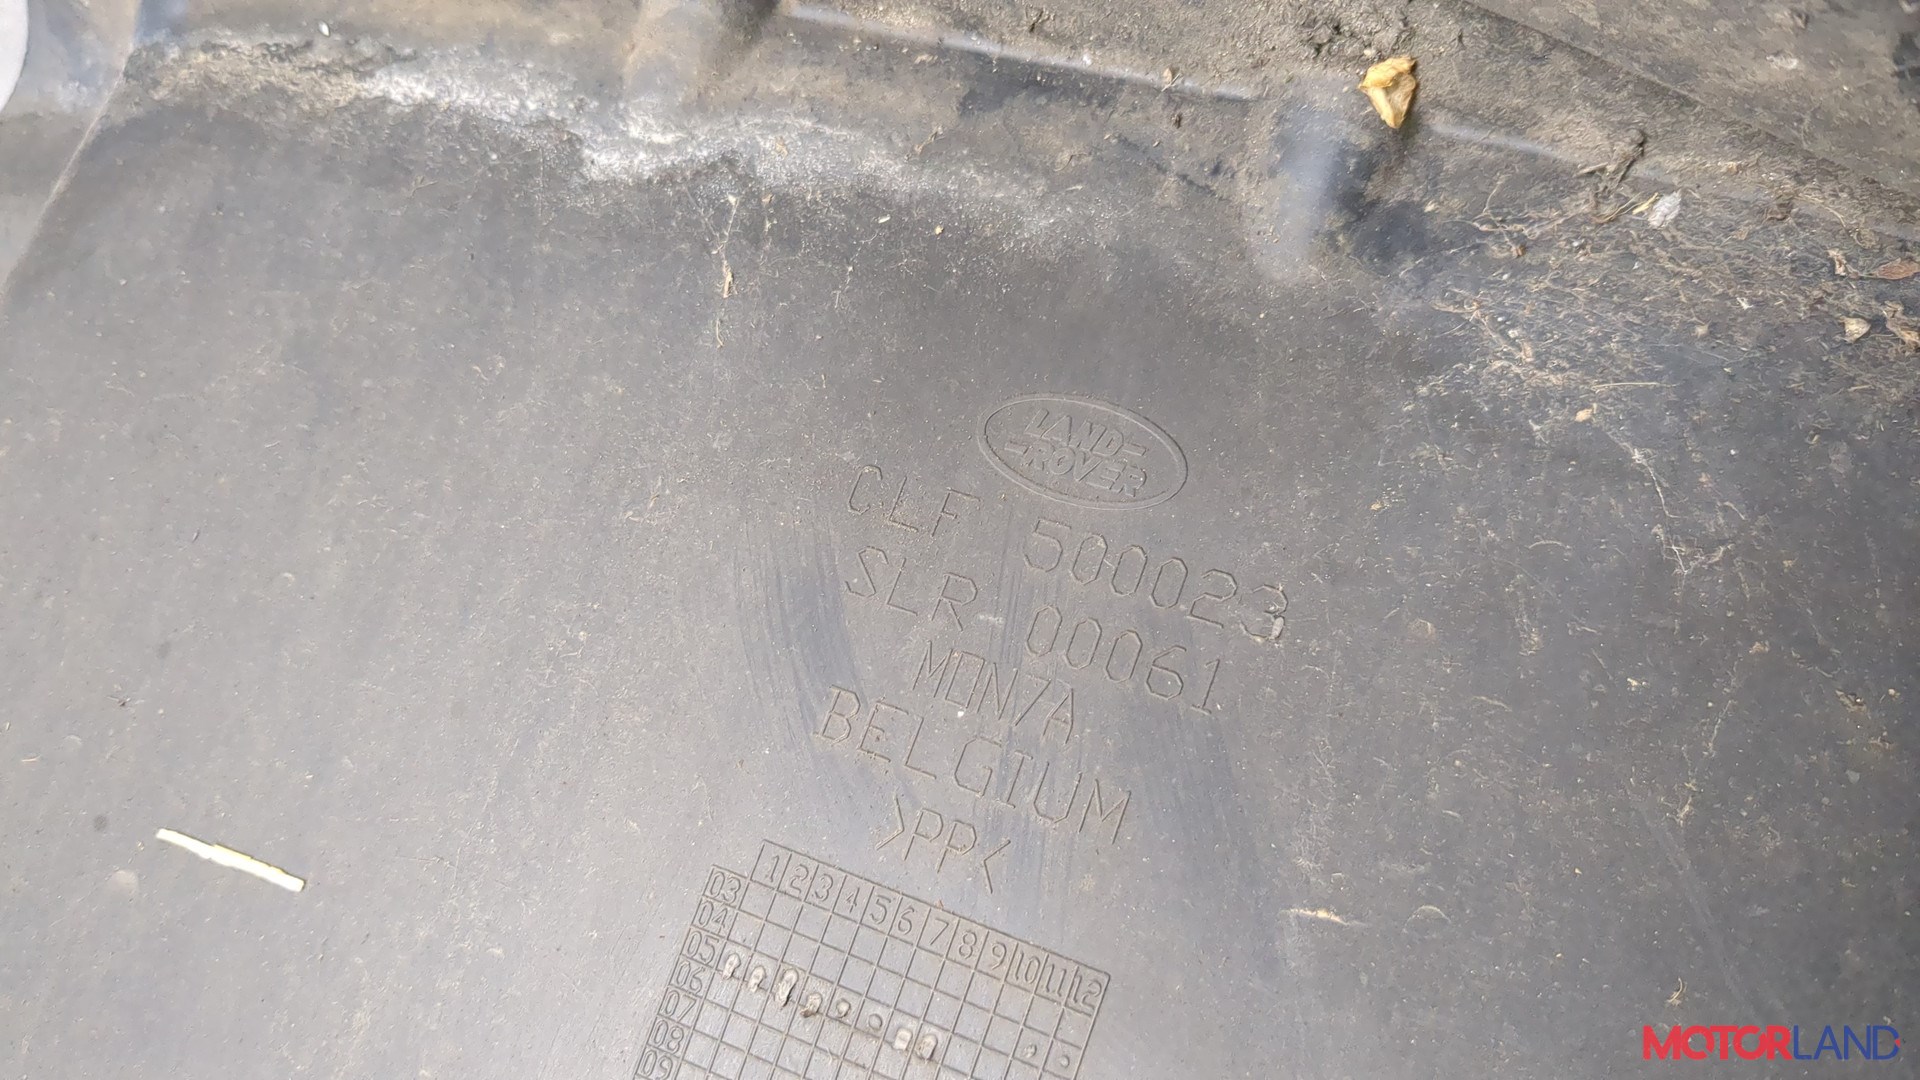 LAND-
-ROVER
CLF 500023
SLR 00061
MONZA
BELGIUM
>PP<
1 2 3 4 5 6 7 8 9 10 11 12
03
04
05
06
07
08
09
MOTORLAND